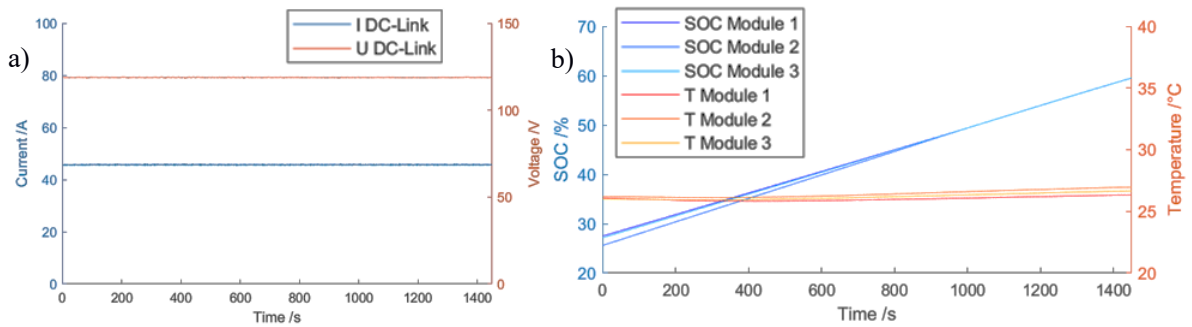 a)
I DC-Link
U DC-Link
Current /A
100
80
60
40
20
0
Voltage /V
150
100
50
0
0 200 400 600 800 1000 1200 1400
Time /s
b)
SOC Module 1
SOC Module 2
SOC Module 3
T Module 1
T Module 2
T Module 3
SOC /%
70
60
50
40
30
20
Temperature /°C
40
35
30
25
20
0 200 400 600 800 1000 1200 1400
Time /s